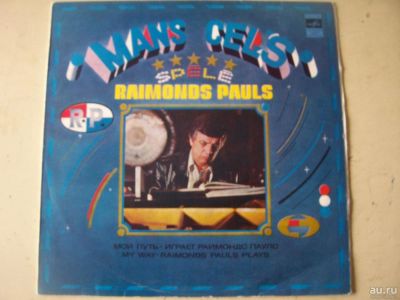 "MANS CEĻŠ"
SPĒLĒ
RAIMONDS PAULS
R.P.
МОЙ ПУТЬ · ИГРАЕТ РАЙМОНДС ПАУЛС
MY WAY · RAIMONDS PAULS PLAYS
au.ru